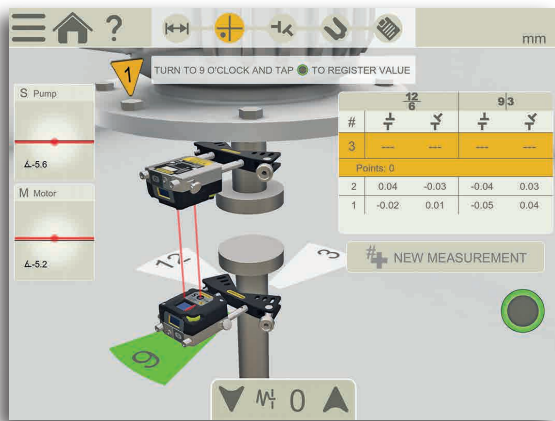 ?
mm
1
TURN TO 9 O'CLOCK AND TAP TO REGISTER VALUE
S Pump
∡-5.6
M Motor
∡-5.2
12
6
9 3
#
3 --- --- --- ---
Points: 0
2 0.04 -0.03 -0.04 0.03
1 -0.02 0.01 -0.05 0.04
# NEW MEASUREMENT
12
3
9
0